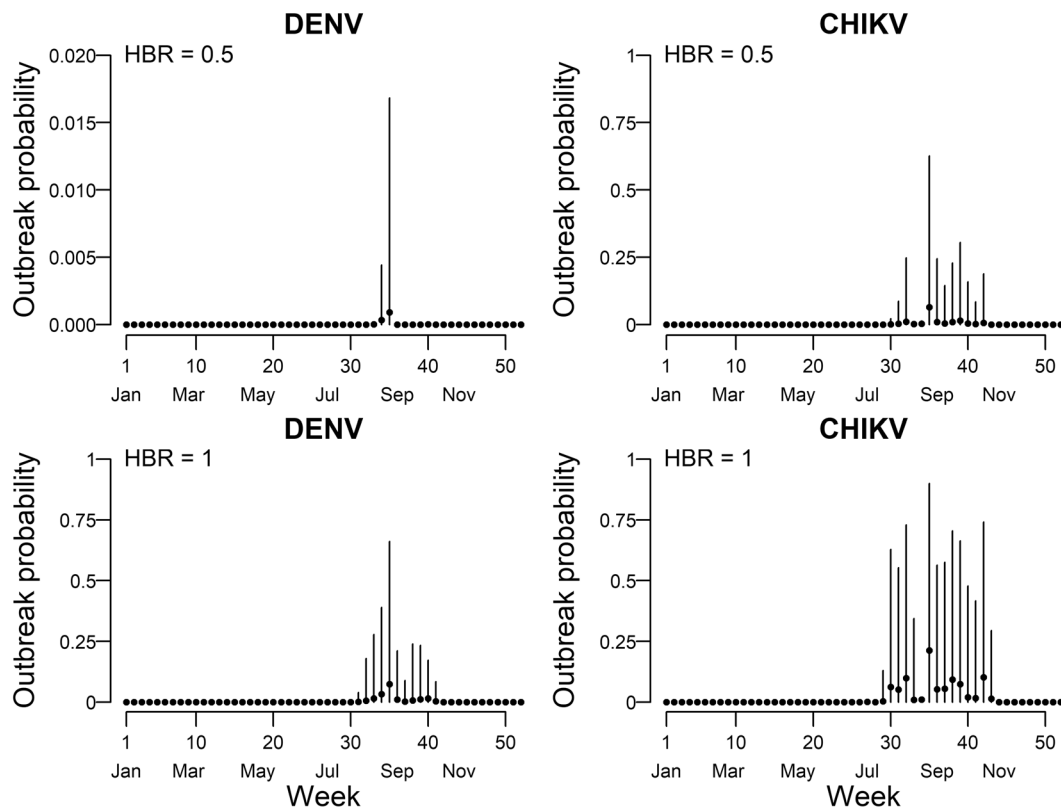 DENV
HBR = 0.5
Outbreak probability
0.020
0.015
0.010
0.005
0.000
1 10 20 30 40 50
Jan Mar May Jul Sep Nov
CHIKV
HBR = 0.5
Outbreak probability
1
0.75
0.5
0.25
0
1 10 20 30 40 50
Jan Mar May Jul Sep Nov
DENV
HBR = 1
Outbreak probability
1
0.75
0.5
0.25
0
1 10 20 30 40 50
Jan Mar May Jul Sep Nov
Week
CHIKV
HBR = 1
Outbreak probability
1
0.75
0.5
0.25
0
1 10 20 30 40 50
Jan Mar May Jul Sep Nov
Week